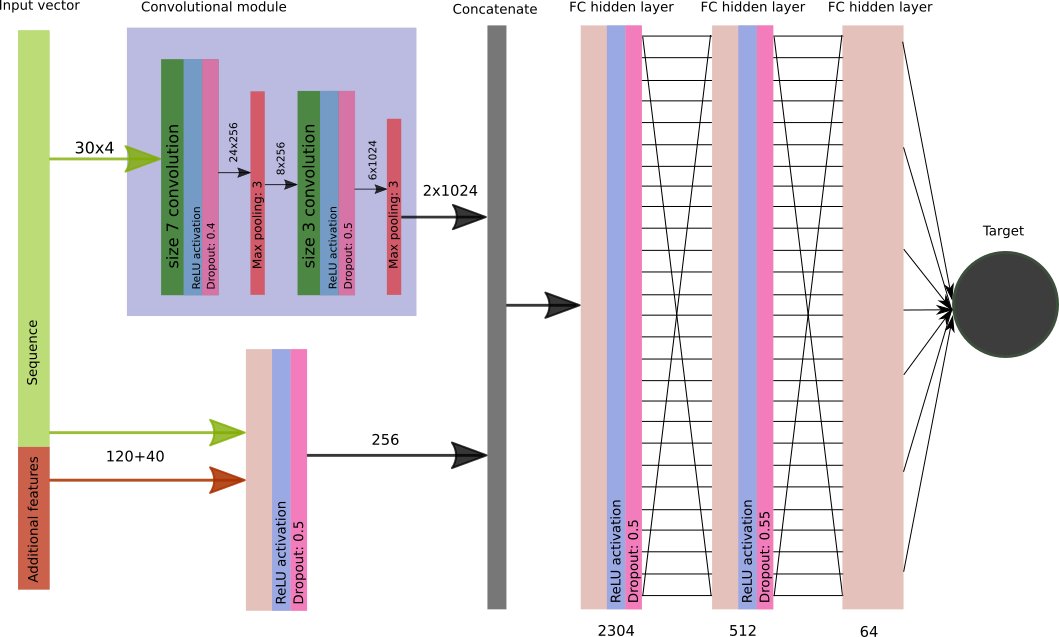 Input vector
Convolutional module
Concatenate
FC hidden layer
FC hidden layer
FC hidden layer
30x4
size 7 convolution
ReLU activation
Dropout: 0.4
24x256
Max pooling: 3
8x256
size 3 convolution
ReLU activation
Dropout: 0.5
6x1024
Max pooling: 3
2x1024
Target
Sequence
Additional features
120+40
ReLU activation
Dropout: 0.5
256
ReLU activation
Dropout: 0.5
ReLU activation
Dropout: 0.55
2304
512
64